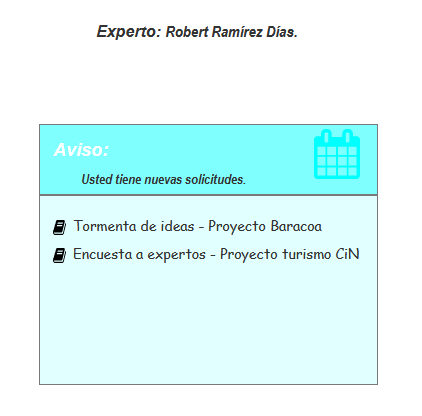 Experto: Robert Ramírez Días.
Aviso:
Usted tiene nuevas solicitudes.
Tormenta de ideas - Proyecto Baracoa
Encuesta a expertos - Proyecto turismo CiN